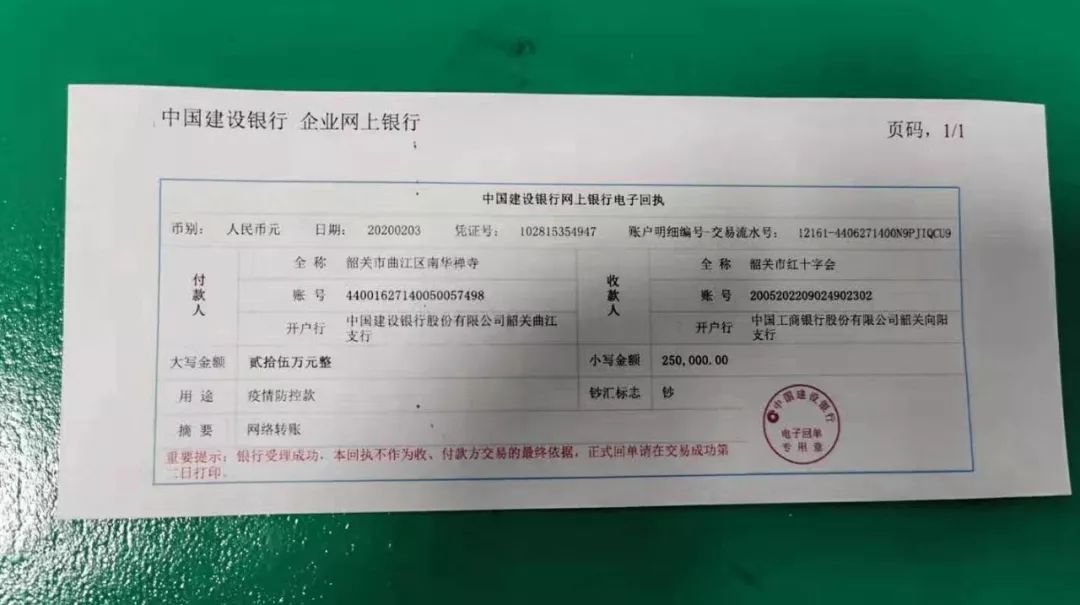 中国建设银行 企业网上银行
页码，1/1
中国建设银行网上银行电子回执
币别： 人民币元 日期： 20200203 凭证号： 102815354947 账户明细编号-交易流水号： 12161-4406271400N9PJIQCU9
付款人 全 称 韶关市曲江区南华禅寺 收款人 全 称 韶关市红十字会
账 号 44001627140050057498 账 号 2005202209024902302
开户行 中国建设银行股份有限公司韶关曲江 开户行 中国工商银行股份有限公司韶关向阳
支行 支行
大写金额 贰拾伍万元整 小写金额 250,000.00
用 途 疫情防控款 钞汇标志 钞
摘 要 网络转账
中国建设银行
电子回单
专用章
重要提示：银行受理成功，本回执不作为收、付款方交易的最终依据，正式回单请在交易成功第
二日打印。